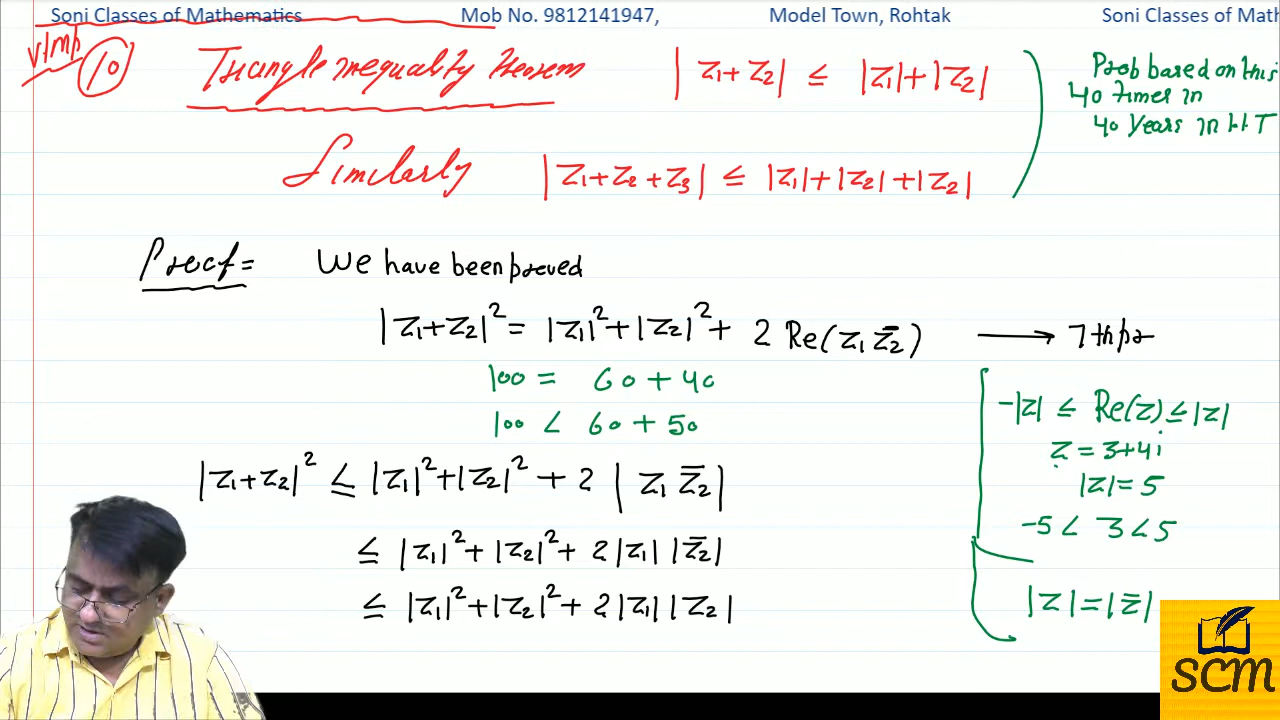 Soni Classes of Mathematics Mob No. 9812141947, Model Town, Rohtak Soni Classes of Math
v/mp (10) Triangle inequality theorem |z₁+z₂| ≤ |z₁|+|z₂|
Prob based on this
40 times in
40 years in IIT
Similarly |z₁+z₂+z₃| ≤ |z₁|+|z₂|+|z₂|
Proof = We have been proved
|z₁+z₂|² = |z₁|²+|z₂|²+ 2 Re(z₁ z̄₂) ⟶ 7th pr
100 = 60+40
100 < 60+50
|z₁+z₂|² ≤ |z₁|²+|z₂|² + 2 |z₁ z̄₂|
≤ |z₁|²+|z₂|²+ 2|z₁| |z̄₂|
≤ |z₁|²+|z₂|²+ 2|z₁| |z₂|
-|z| ≤ Re(z) ≤ |z|
z = 3+4i
|z| = 5
-5 < 3 < 5
|z| = |z̄|
SCM